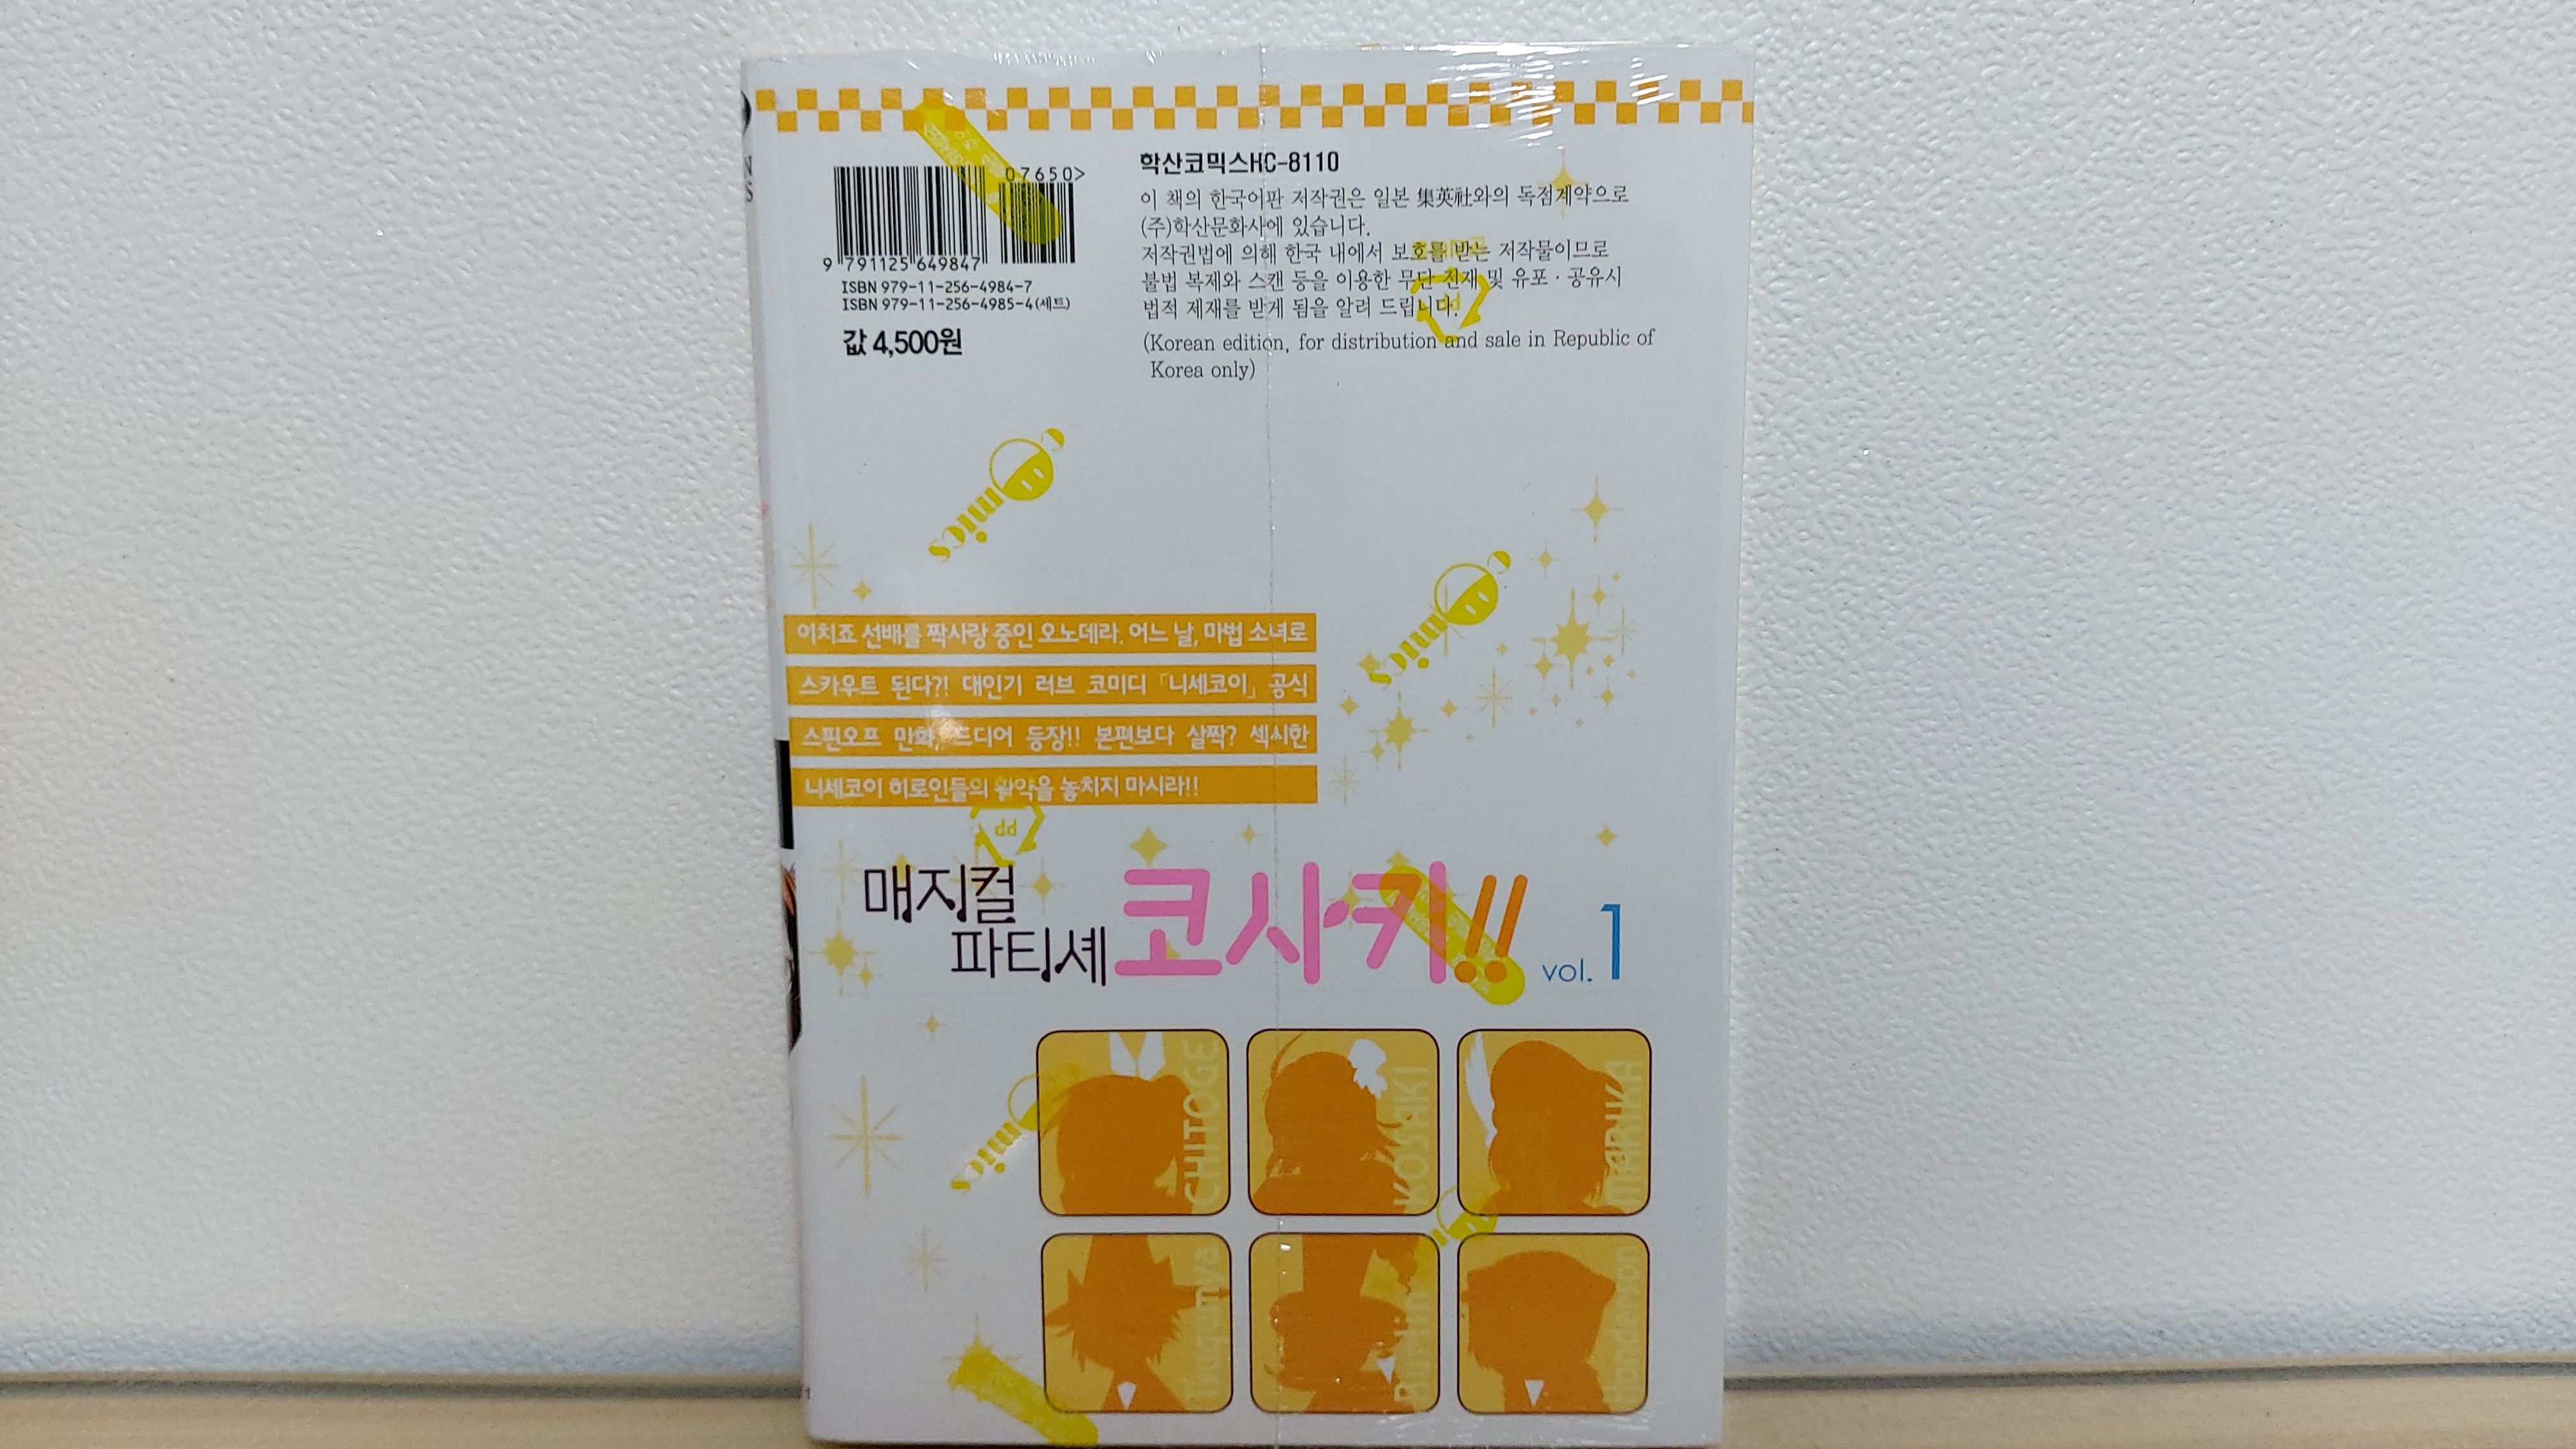 07650>
9 791125 649847
ISBN 979-11-256-4984-7
ISBN 979-11-256-4985-4(세트)
값 4,500원
학산코믹스HC-8110
이 책의 한국어판 저작권은 일본 集英社와의 독점계약으로
(주)학산문화사에 있습니다.
저작권법에 의해 한국 내에서 보호를 받는 저작물이므로
불법 복제와 스캔 등을 이용한 무단 전재 및 유포·공유시
법적 제재를 받게 됨을 알려 드립니다.
(Korean edition, for distribution and sale in Republic of
Korea only)
mics
mics
이치죠 선배를 짝사랑 중인 오노데라. 어느 날, 마법 소녀로
스카우트 된다?! 대인기 러브 코미디 「니세코이」 공식
스핀오프 만화, 드디어 등장!! 본편보다 살짝? 섹시한
니세코이 히로인들의 활약을 놓치지 마시라!!
PP
매지컬
파티셰 코사키!! vol. 1
mics
CHITOGE
KOSAKI
MARIKA